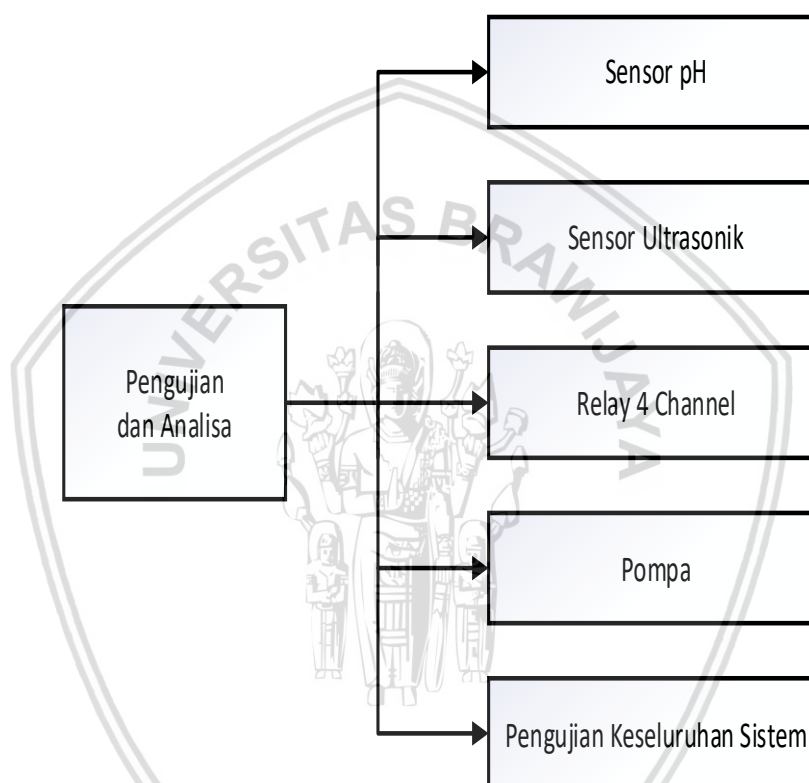 Sensor pH
UNIVERSITAS BRAWIJAYA
Sensor Ultrasonik
Pengujian
dan Analisa
Relay 4 Channel
Pompa
Pengujian Keseluruhan Sistem